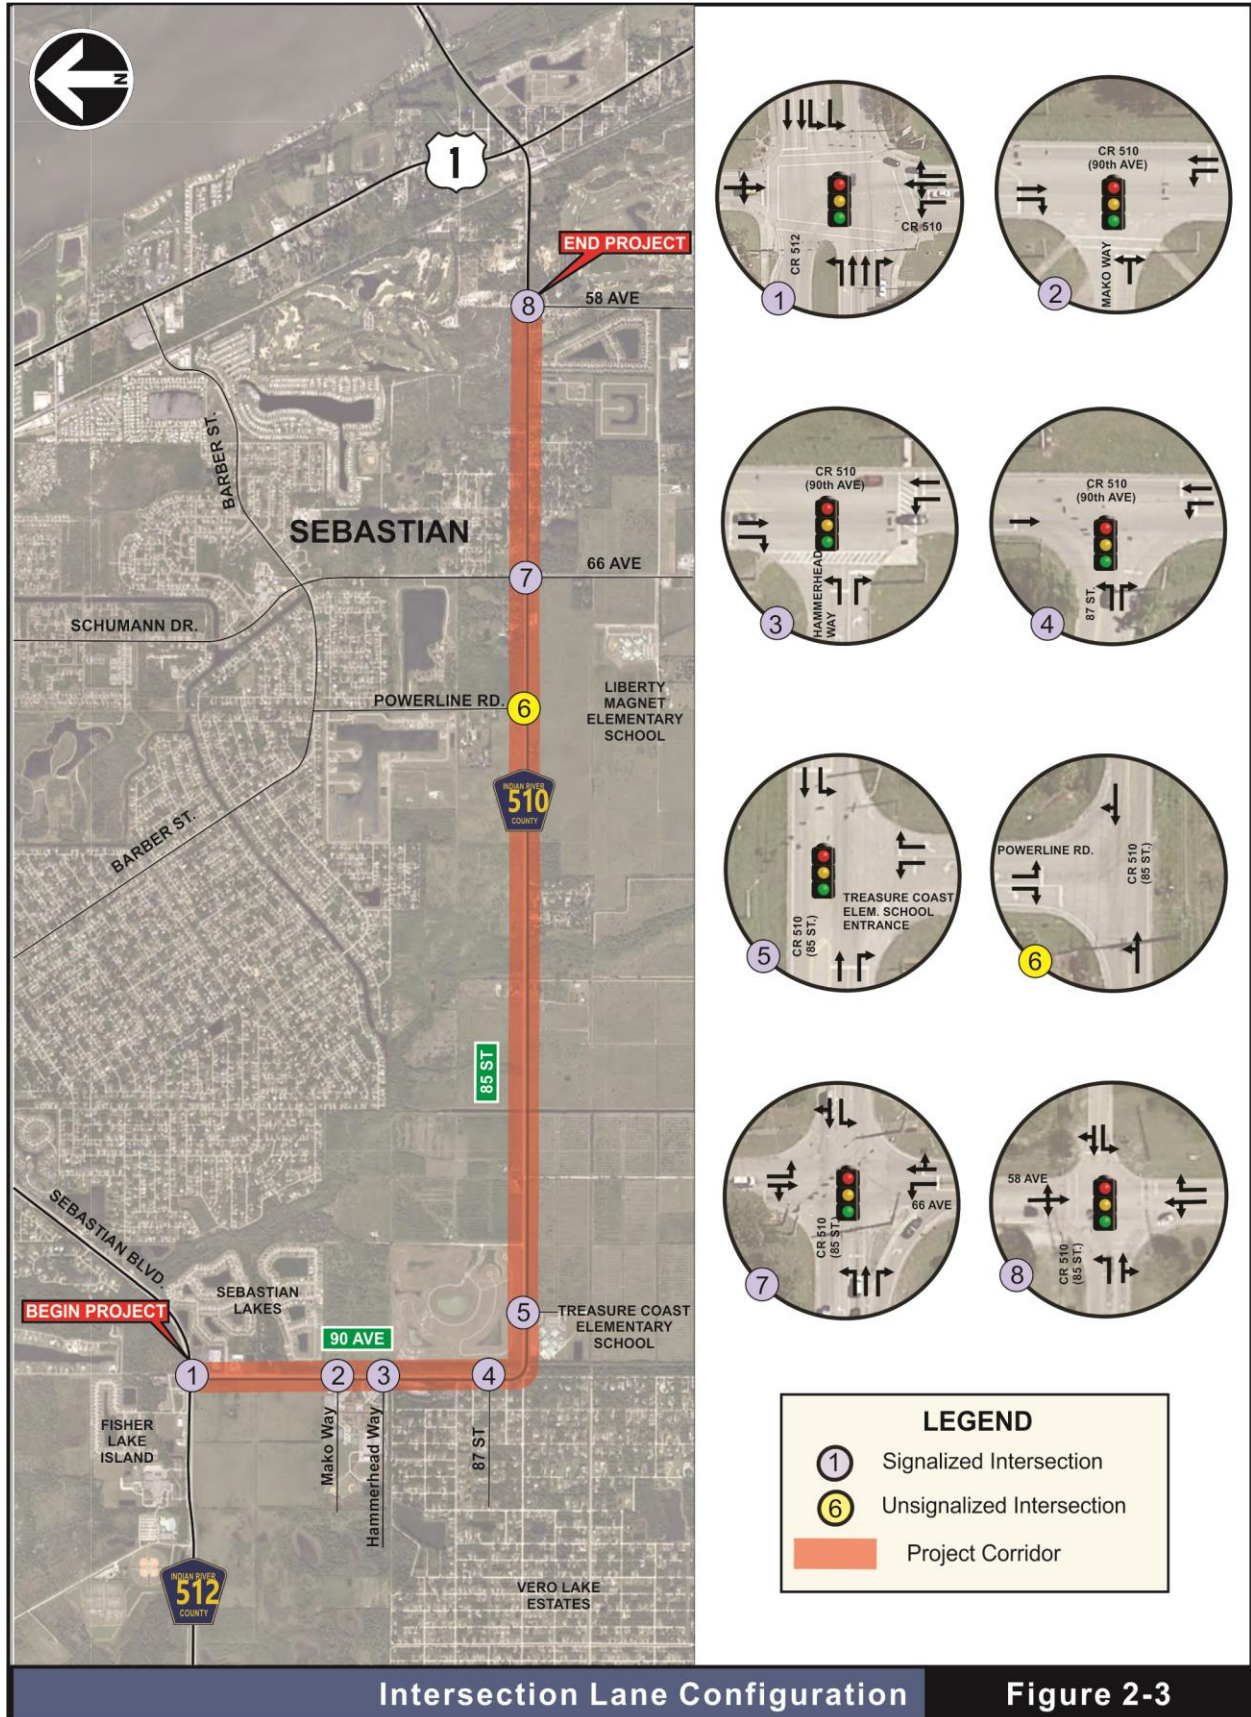 N
1
END PROJECT
8
58 AVE
BARBER ST.
SEBASTIAN
7
66 AVE
SCHUMANN DR.
POWERLINE RD.
6
LIBERTY
MAGNET
ELEMENTARY
SCHOOL
INDIAN RIVER
510
COUNTY
BARBER ST.
85 ST
SEBASTIAN BLVD.
BEGIN PROJECT
SEBASTIAN
LAKES
90 AVE
5
TREASURE COAST
ELEMENTARY
SCHOOL
1
2
3
4
FISHER
LAKE
ISLAND
Mako Way
Hammerhead Way
87 ST
INDIAN RIVER
512
COUNTY
VERO LAKE
ESTATES
CR 512
CR 510
1
CR 510
(90th AVE)
MAKO WAY
2
CR 510
(90th AVE)
HAMMERHEAD
WAY
3
CR 510
(90th AVE)
87 ST.
4
CR 510
(85 ST.)
TREASURE COAST
ELEM. SCHOOL
ENTRANCE
5
POWERLINE RD.
CR 510
(85 ST.)
6
CR 510
(85 ST.)
66 AVE
7
58 AVE
CR 510
(85 ST.)
8
LEGEND
1 Signalized Intersection
6 Unsignalized Intersection
Project Corridor
Intersection Lane Configuration Figure 2-3